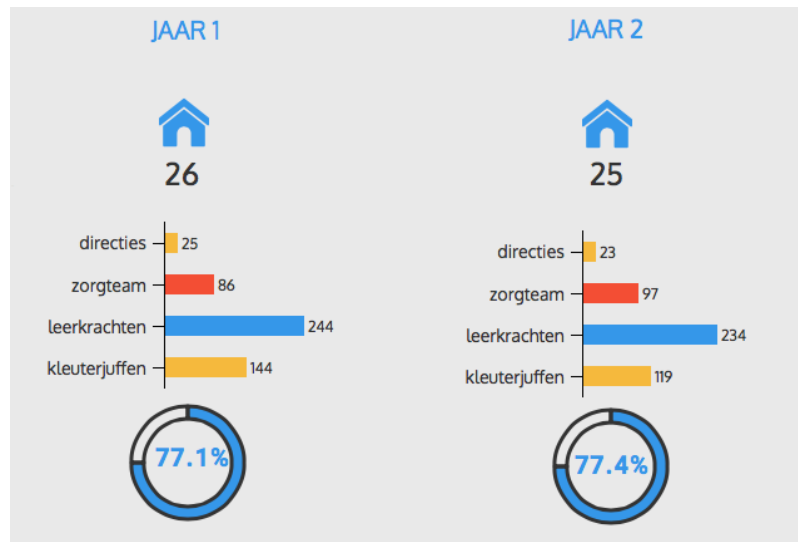 JAAR 1
26
directies 25
zorgteam 86
leerkrachten 244
kleuterjuffen 144
77.1%
JAAR 2
25
directies 23
zorgteam 97
leerkrachten 234
kleuterjuffen 119
77.4%